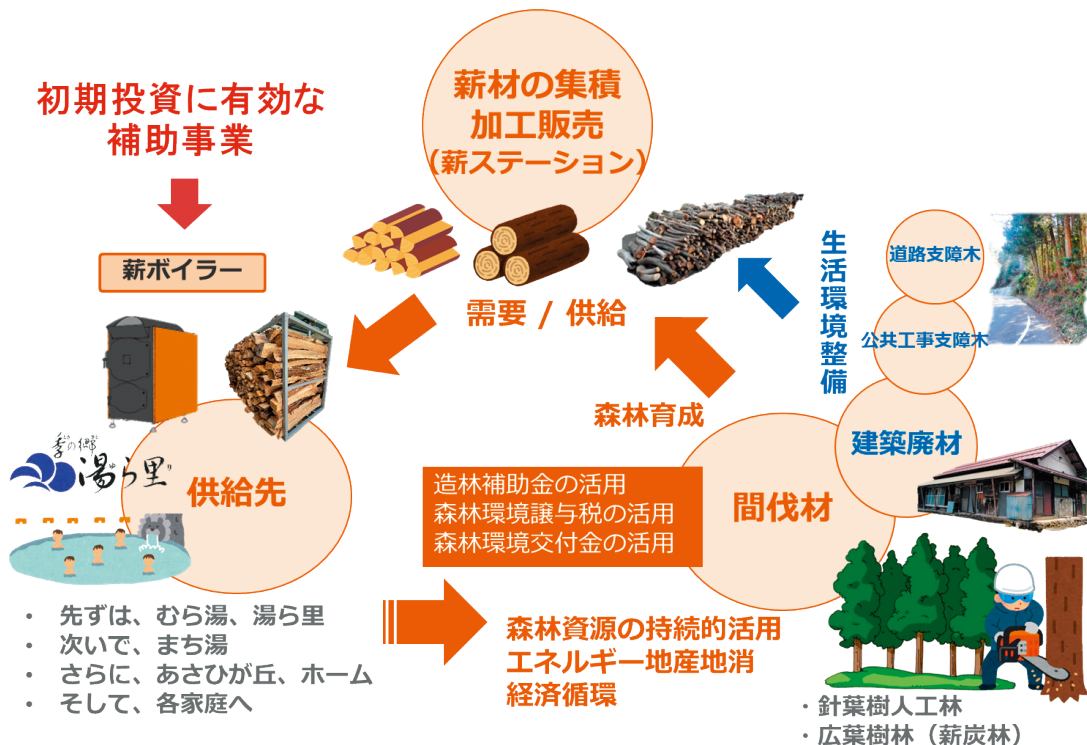 初期投資に有効な
補助事業
薪材の集積
加工販売
（薪ステーション）
薪ボイラー
需要 / 供給
生活環境整備
道路支障木
公共工事支障木
建築廃材
森林育成
間伐材
季の郷
湯ら里
供給先
造林補助金の活用
森林環境譲与税の活用
森林環境交付金の活用
・ 先ずは、むら湯、湯ら里
・ 次いで、まち湯
・ さらに、あさひが丘、ホーム
・ そして、各家庭へ
森林資源の持続的活用
エネルギー地産地消
経済循環
・針葉樹人工林
・広葉樹林（薪炭林）